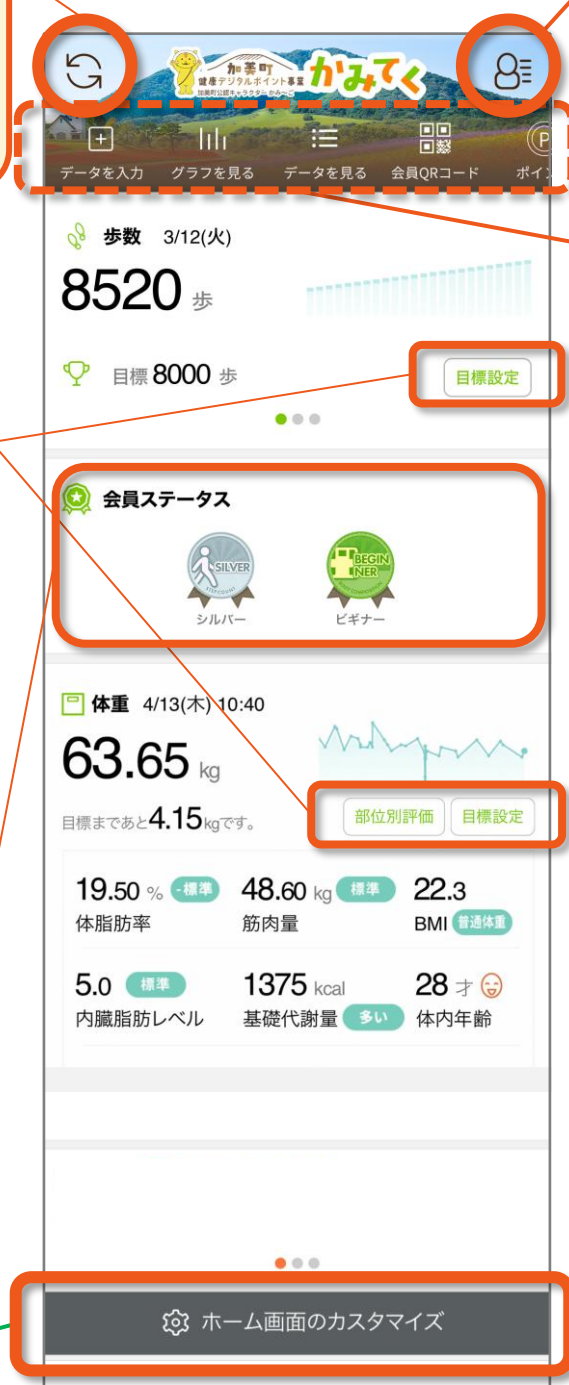 加美町
健康デジタルポイント事業
加美町公認キャラクター かみ〜ご
かみてく
データを入力 グラフを見る データを見る 会員QRコード ポイン
歩数 3/12(火)
8520 歩
目標 8000 歩 目標設定
会員ステータス
SILVER BEGIN
NER
シルバー ビギナー
体重 4/13(木) 10:40
63.65 kg
目標まであと4.15kgです。 部位別評価 目標設定
19.50 % -標準 48.60 kg 標準 22.3
体脂肪率 筋肉量 BMI 普通体重
5.0 標準 1375 kcal 28 才
内臓脂肪レベル 基礎代謝量 多い 体内年齢
ホーム画面のカスタマイズ